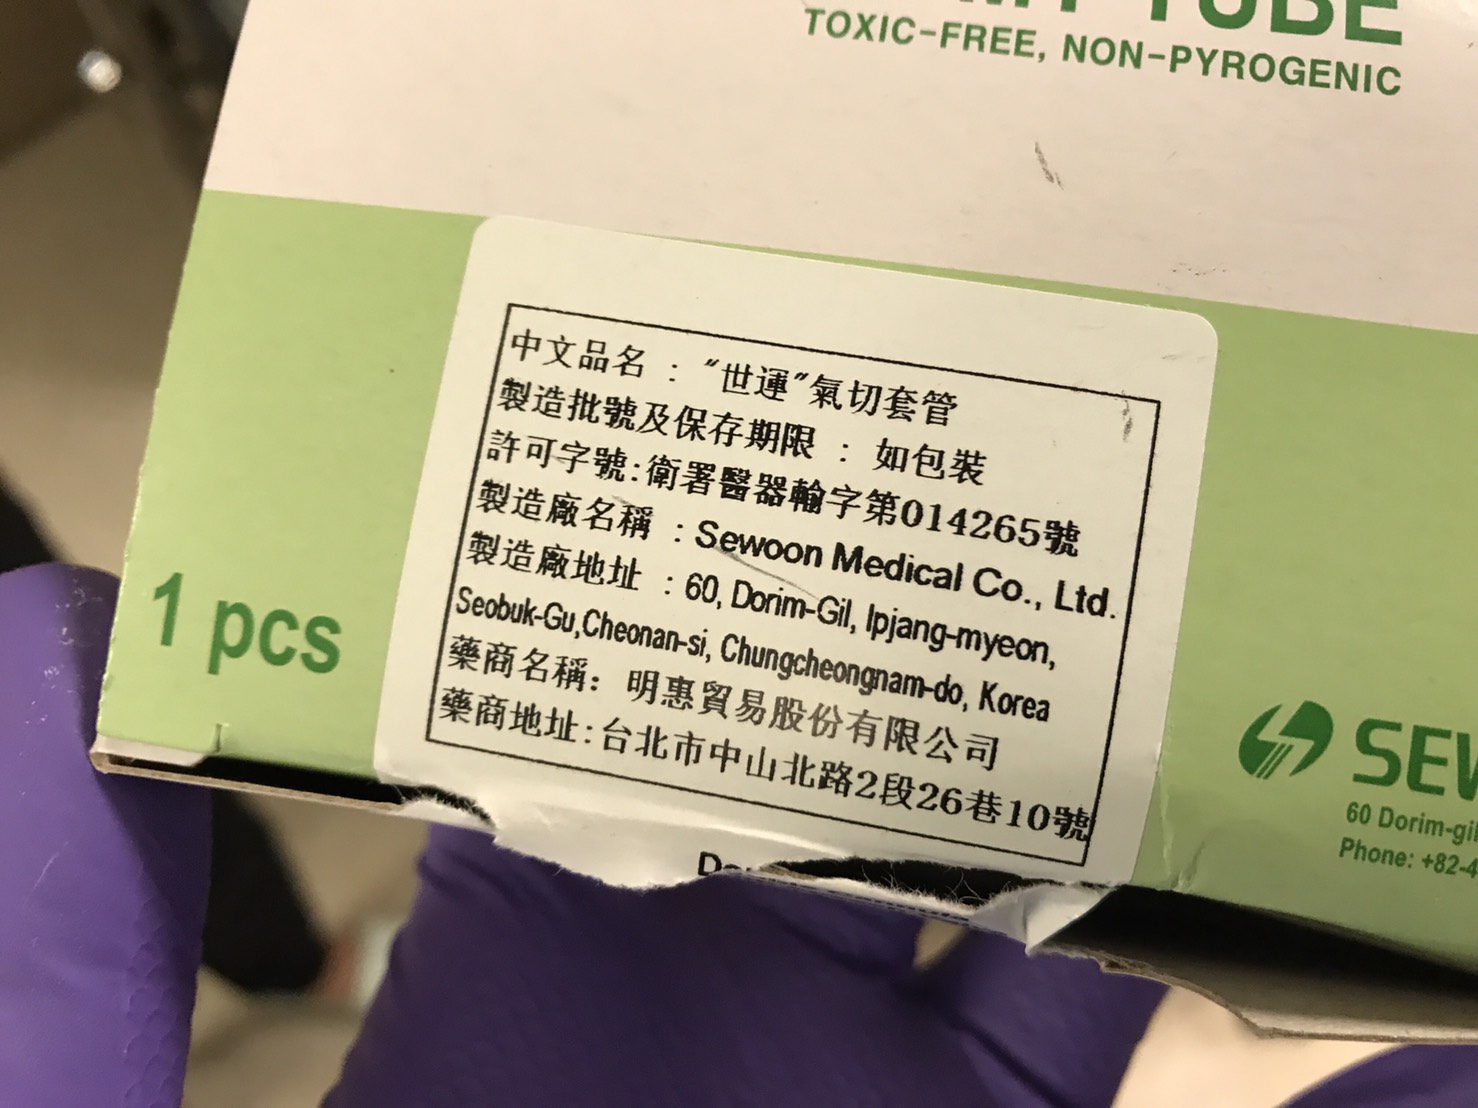 TUBE
TOXIC-FREE, NON-PYROGENIC
中文品名 : "世運"氣切套管
製造批號及保存期限 : 如包裝
許可字號:衛署醫器輸字第014265號
製造廠名稱 : Sewoon Medical Co., Ltd.
製造廠地址 : 60, Dorim-Gil, Ipjang-myeon,
Seobuk-Gu,Cheonan-si, Chungcheongnam-do, Korea
藥商名稱: 明惠貿易股份有限公司
藥商地址:台北市中山北路2段26巷10號
1 pcs
60 Dorim-gil
Phone: +82-4